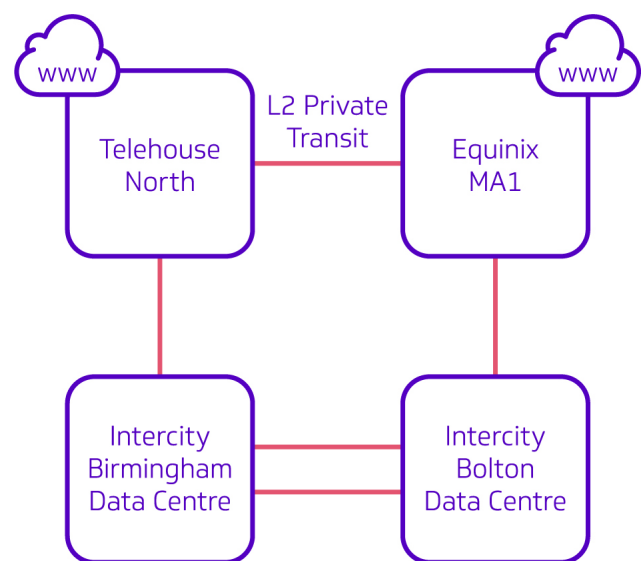 www
www
L2 Private
Transit
Telehouse
North
Equinix
MA1
Intercity
Birmingham
Data Centre
Intercity
Bolton
Data Centre